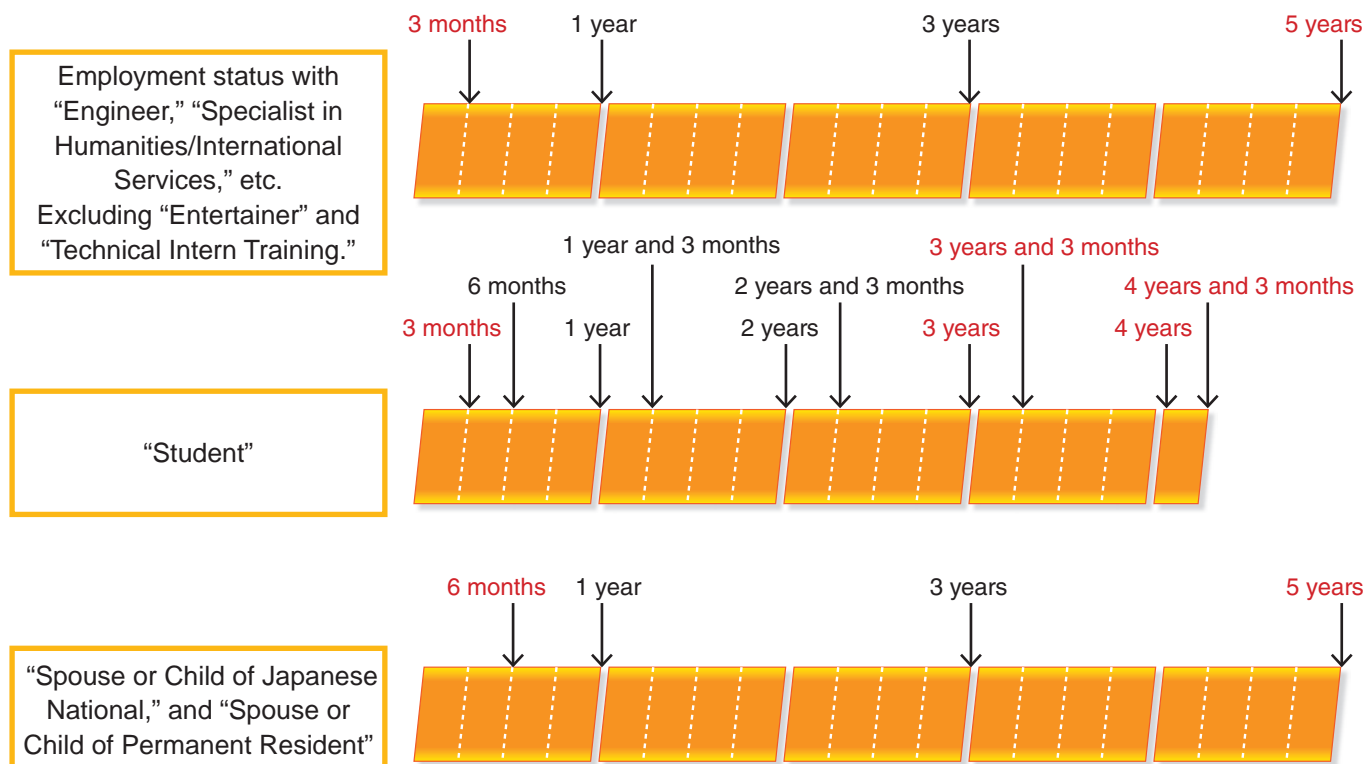 3 months 1 year 3 years 5 years
Employment status with
“Engineer,” “Specialist in
Humanities/International
Services,” etc.
Excluding “Entertainer” and
“Technical Intern Training.”
1 year and 3 months 3 years and 3 months
6 months 2 years and 3 months 4 years and 3 months
3 months 1 year 2 years 3 years 4 years
“Student”
6 months 1 year 3 years 5 years
“Spouse or Child of Japanese
National,” and “Spouse or
Child of Permanent Resident”